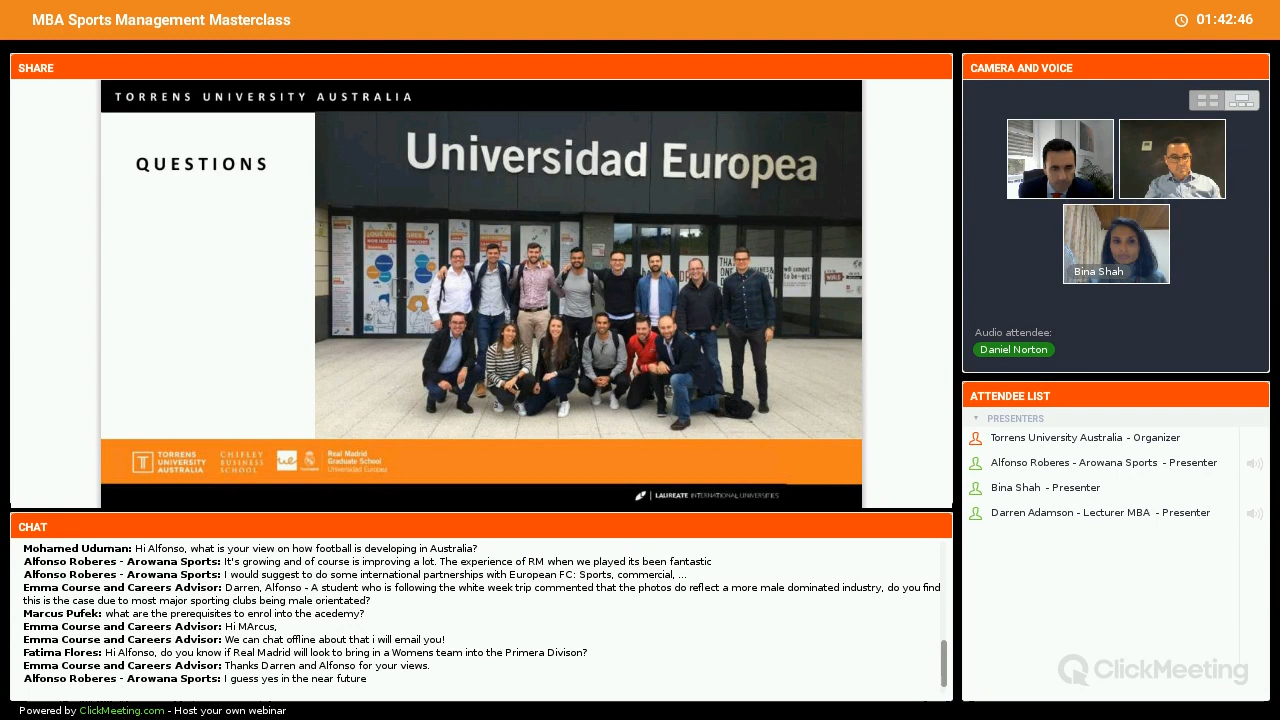 MBA Sports Management Masterclass
01:42:46
SHARE
TORRENS UNIVERSITY AUSTRALIA
QUESTIONS
Universidad Europea
TORRENS
UNIVERSITY
AUSTRALIA
CHIFLEY
BUSINESS
SCHOOL
ue
Real Madrid
Graduate School
Universidad Europea
LAUREATE INTERNATIONAL UNIVERSITIES
CHAT
Mohamed Uduman: Hi Alfonso, what is your view on how football is developing in Australia?
Alfonso Roberes - Arowana Sports: It's growing and of course is improving a lot. The experience of RM when we played its been fantastic
Alfonso Roberes - Arowana Sports: I would suggest to do some international partnerships with European FC: Sports, commercial, ...
Emma Course and Careers Advisor: Darren, Alfonso - A student who is following the white week trip commented that the photos do reflect a more male dominated industry, do you find
this is the case due to most major sporting clubs being male orientated?
Marcus Pufek: what are the prerequisites to enrol into the acedemy?
Emma Course and Careers Advisor: Hi MArcus,
Emma Course and Careers Advisor: We can chat offline about that i will email you!
Fatima Flores: Hi Alfonso, do you know if Real Madrid will look to bring in a Womens team into the Primera Divison?
Emma Course and Careers Advisor: Thanks Darren and Alfonso for your views.
Alfonso Roberes - Arowana Sports: I guess yes in the near future
CAMERA AND VOICE
Bina Shah
Audio attendee:
Daniel Norton
ATTENDEE LIST
PRESENTERS
Torrens University Australia - Organizer
Alfonso Roberes - Arowana Sports - Presenter
Bina Shah - Presenter
Darren Adamson - Lecturer MBA - Presenter
ClickMeeting
Powered by ClickMeeting.com - Host your own webinar